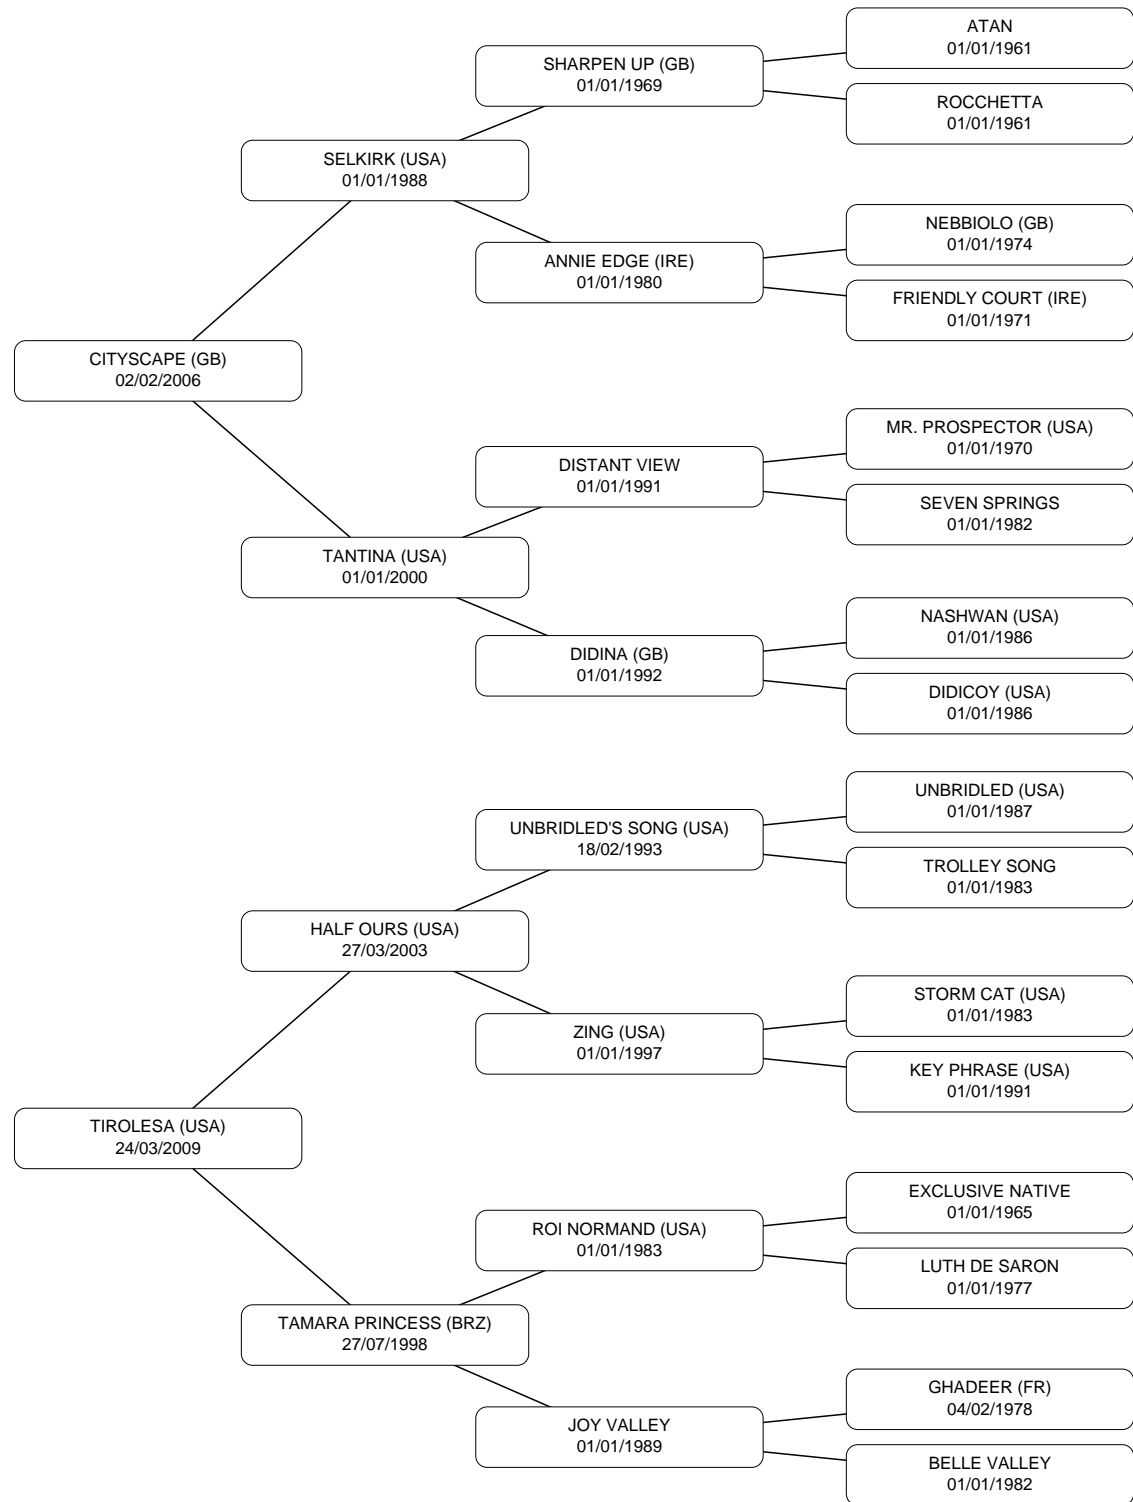 ATAN
01/01/1961
SHARPEN UP (GB)
01/01/1969
ROCCHETTA
01/01/1961
SELKIRK (USA)
01/01/1988
NEBBIOLO (GB)
01/01/1974
ANNIE EDGE (IRE)
01/01/1980
FRIENDLY COURT (IRE)
01/01/1971
CITYSCAPE (GB)
02/02/2006
MR. PROSPECTOR (USA)
01/01/1970
DISTANT VIEW
01/01/1991
SEVEN SPRINGS
01/01/1982
TANTINA (USA)
01/01/2000
NASHWAN (USA)
01/01/1986
DIDINA (GB)
01/01/1992
DIDICOY (USA)
01/01/1986
UNBRIDLED (USA)
01/01/1987
UNBRIDLED'S SONG (USA)
18/02/1993
TROLLEY SONG
01/01/1983
HALF OURS (USA)
27/03/2003
STORM CAT (USA)
01/01/1983
ZING (USA)
01/01/1997
KEY PHRASE (USA)
01/01/1991
TIROLESA (USA)
24/03/2009
EXCLUSIVE NATIVE
01/01/1965
ROI NORMAND (USA)
01/01/1983
LUTH DE SARON
01/01/1977
TAMARA PRINCESS (BRZ)
27/07/1998
GHADEER (FR)
04/02/1978
JOY VALLEY
01/01/1989
BELLE VALLEY
01/01/1982